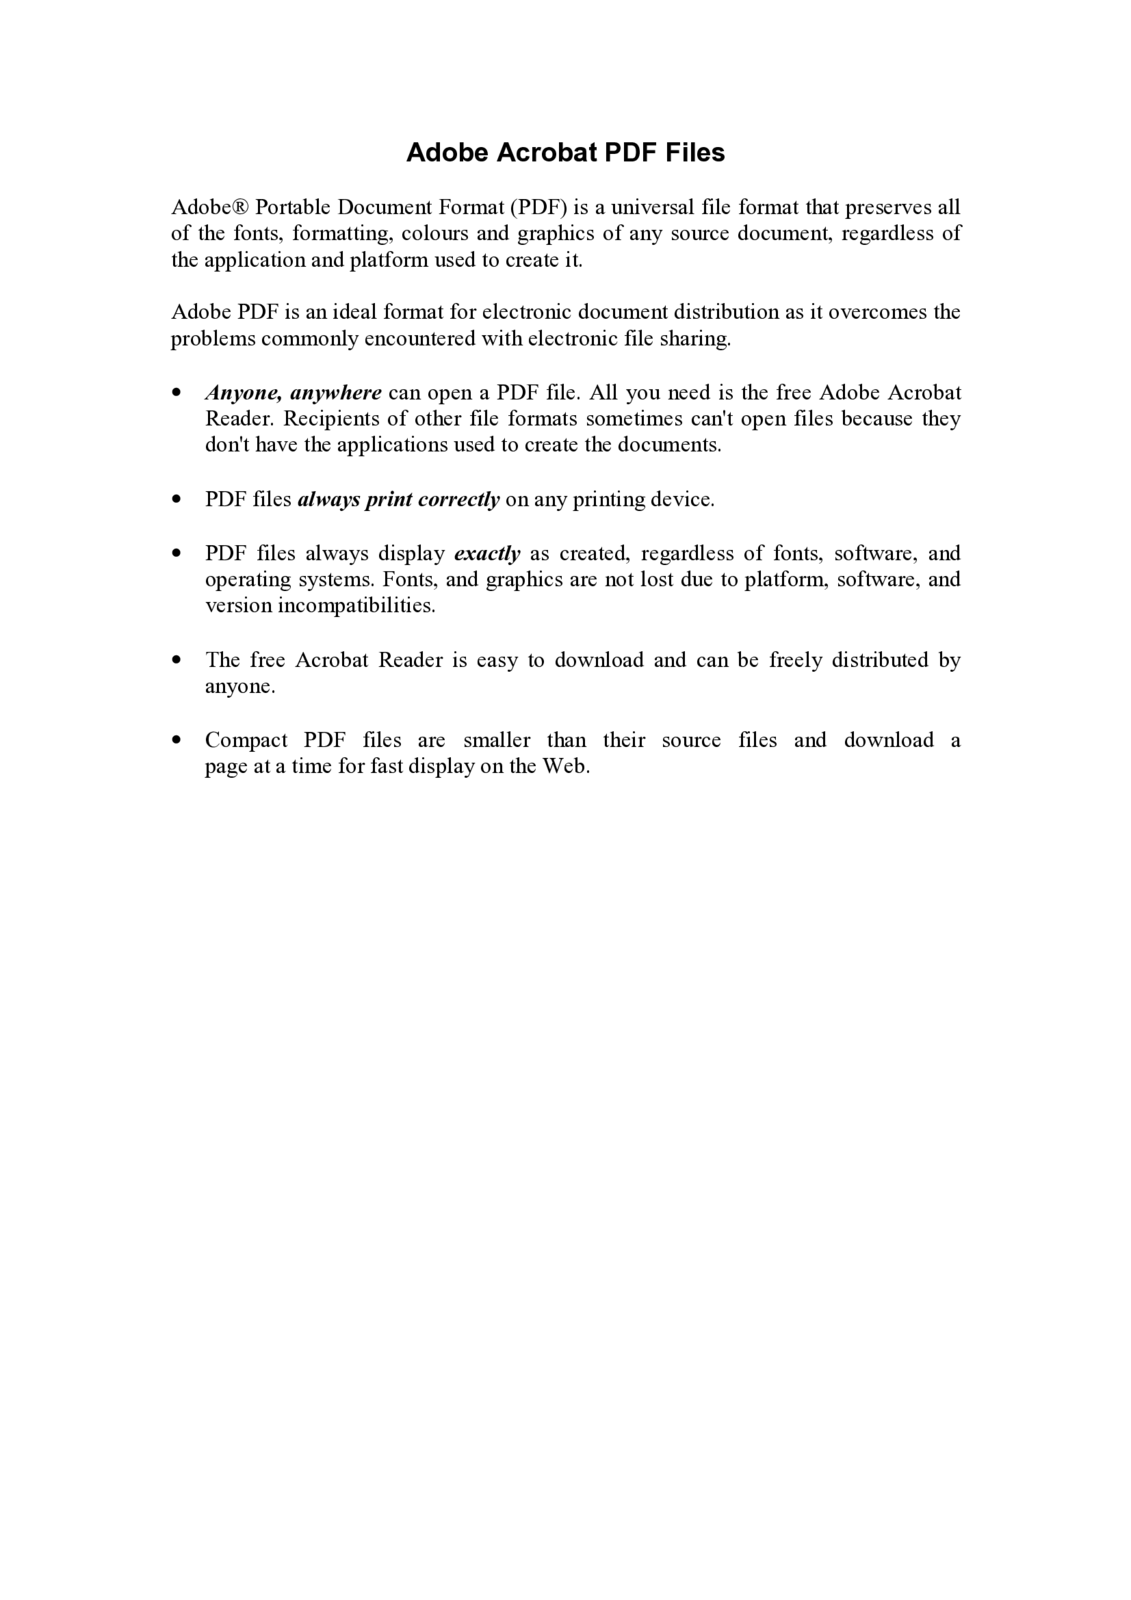 Adobe Acrobat PDF Files
Adobe® Portable Document Format (PDF) is a universal file format that preserves all
of the fonts, formatting, colours and graphics of any source document, regardless of
the application and platform used to create it.
Adobe PDF is an ideal format for electronic document distribution as it overcomes the
problems commonly encountered with electronic file sharing.
• Anyone, anywhere can open a PDF file. All you need is the free Adobe Acrobat
Reader. Recipients of other file formats sometimes can't open files because they
don't have the applications used to create the documents.
• PDF files always print correctly on any printing device.
• PDF files always display exactly as created, regardless of fonts, software, and
operating systems. Fonts, and graphics are not lost due to platform, software, and
version incompatibilities.
• The free Acrobat Reader is easy to download and can be freely distributed by
anyone.
• Compact PDF files are smaller than their source files and download a
page at a time for fast display on the Web.